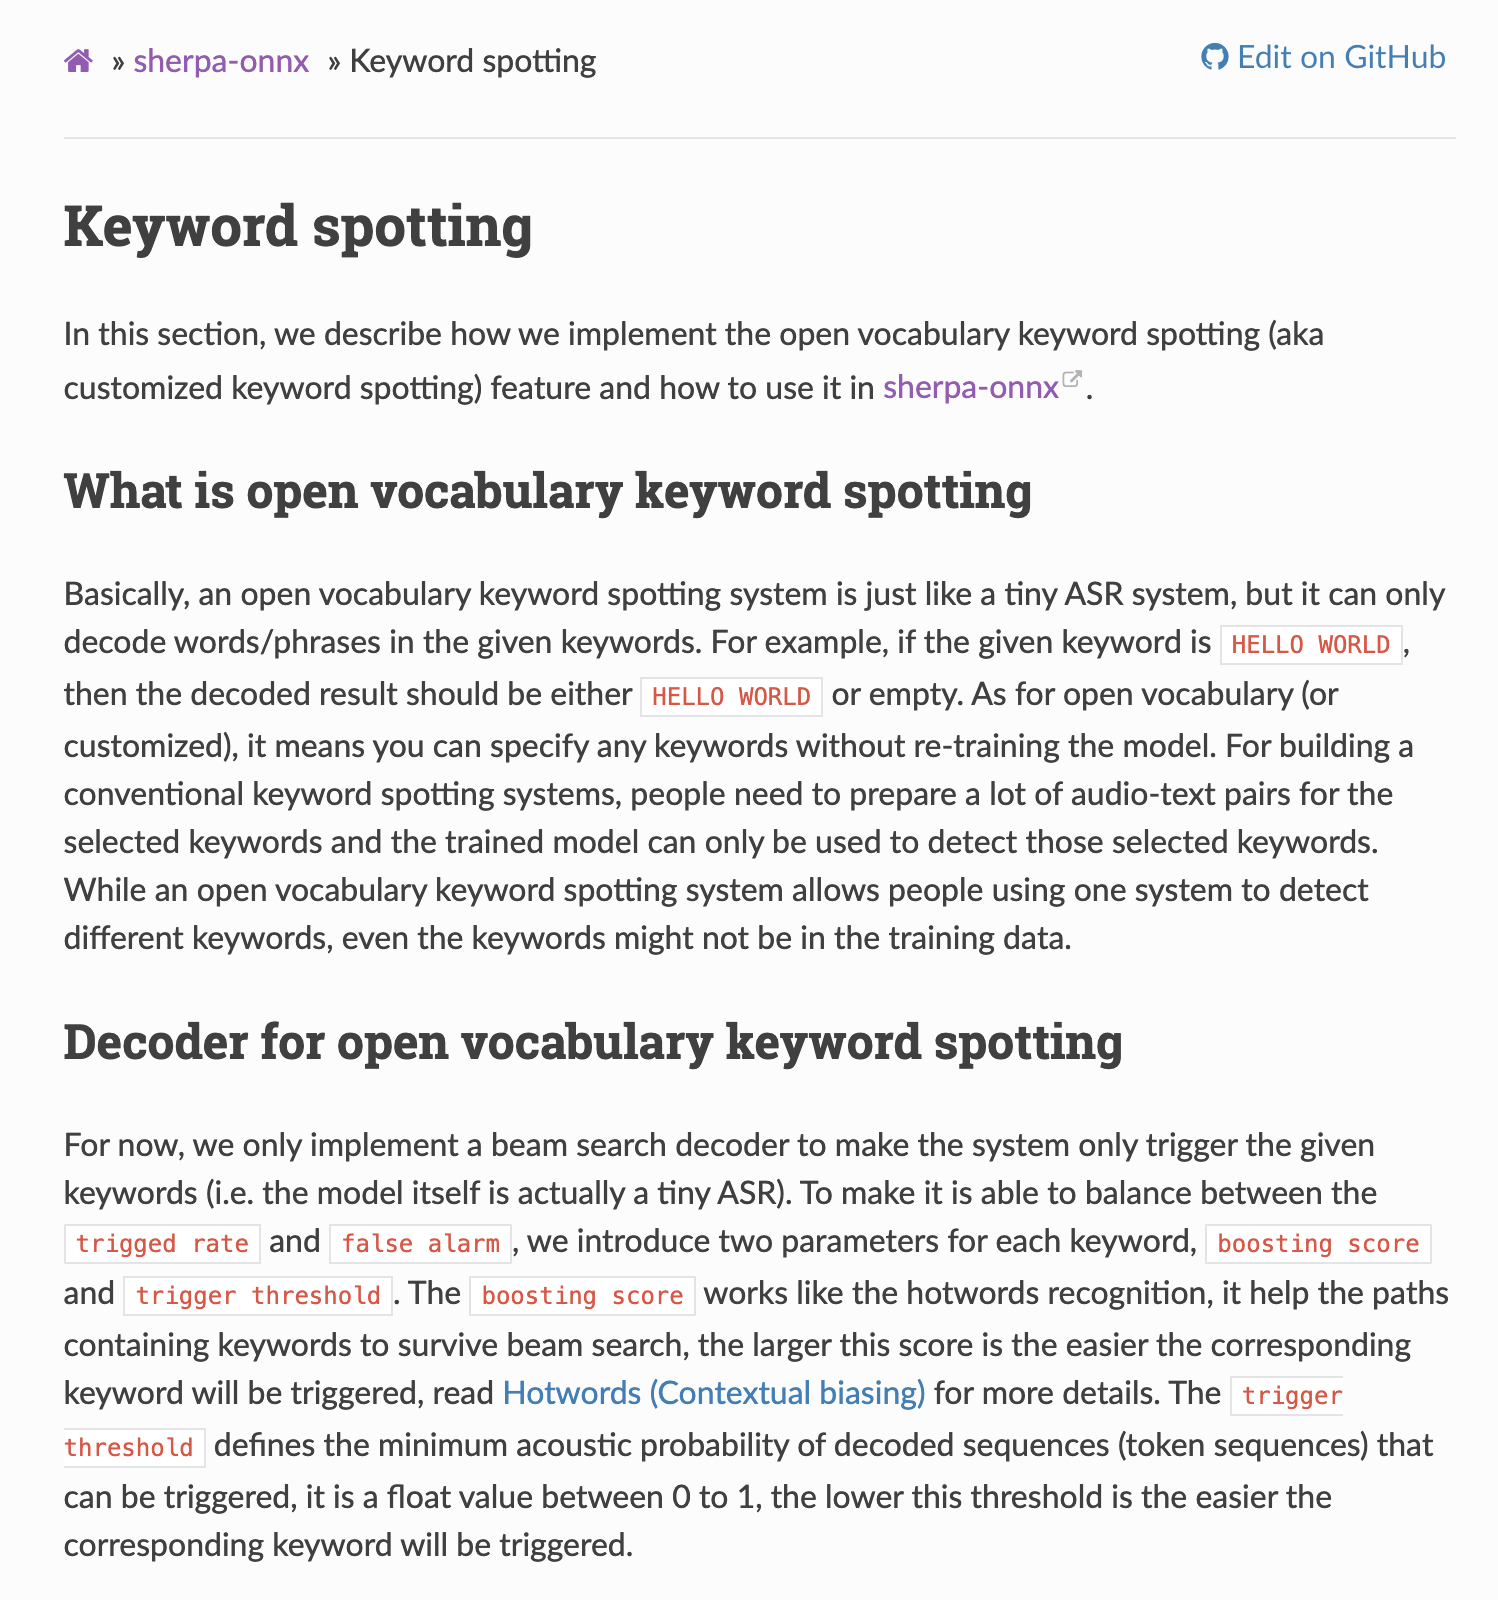 » sherpa-onnx » Keyword spotting
Edit on GitHub
Keyword spotting
In this section, we describe how we implement the open vocabulary keyword spotting (aka
customized keyword spotting) feature and how to use it in sherpa-onnx .
What is open vocabulary keyword spotting
Basically, an open vocabulary keyword spotting system is just like a tiny ASR system, but it can only
decode words/phrases in the given keywords. For example, if the given keyword is HELLO WORLD,
then the decoded result should be either HELLO WORLD or empty. As for open vocabulary (or
customized), it means you can specify any keywords without re-training the model. For building a
conventional keyword spotting systems, people need to prepare a lot of audio-text pairs for the
selected keywords and the trained model can only be used to detect those selected keywords.
While an open vocabulary keyword spotting system allows people using one system to detect
different keywords, even the keywords might not be in the training data.
Decoder for open vocabulary keyword spotting
For now, we only implement a beam search decoder to make the system only trigger the given
keywords (i.e. the model itself is actually a tiny ASR). To make it is able to balance between the
trigged rate and false alarm, we introduce two parameters for each keyword, boosting score
and trigger threshold. The boosting score works like the hotwords recognition, it help the paths
containing keywords to survive beam search, the larger this score is the easier the corresponding
keyword will be triggered, read Hotwords (Contextual biasing) for more details. The trigger
threshold defines the minimum acoustic probability of decoded sequences (token sequences) that
can be triggered, it is a float value between 0 to 1, the lower this threshold is the easier the
corresponding keyword will be triggered.